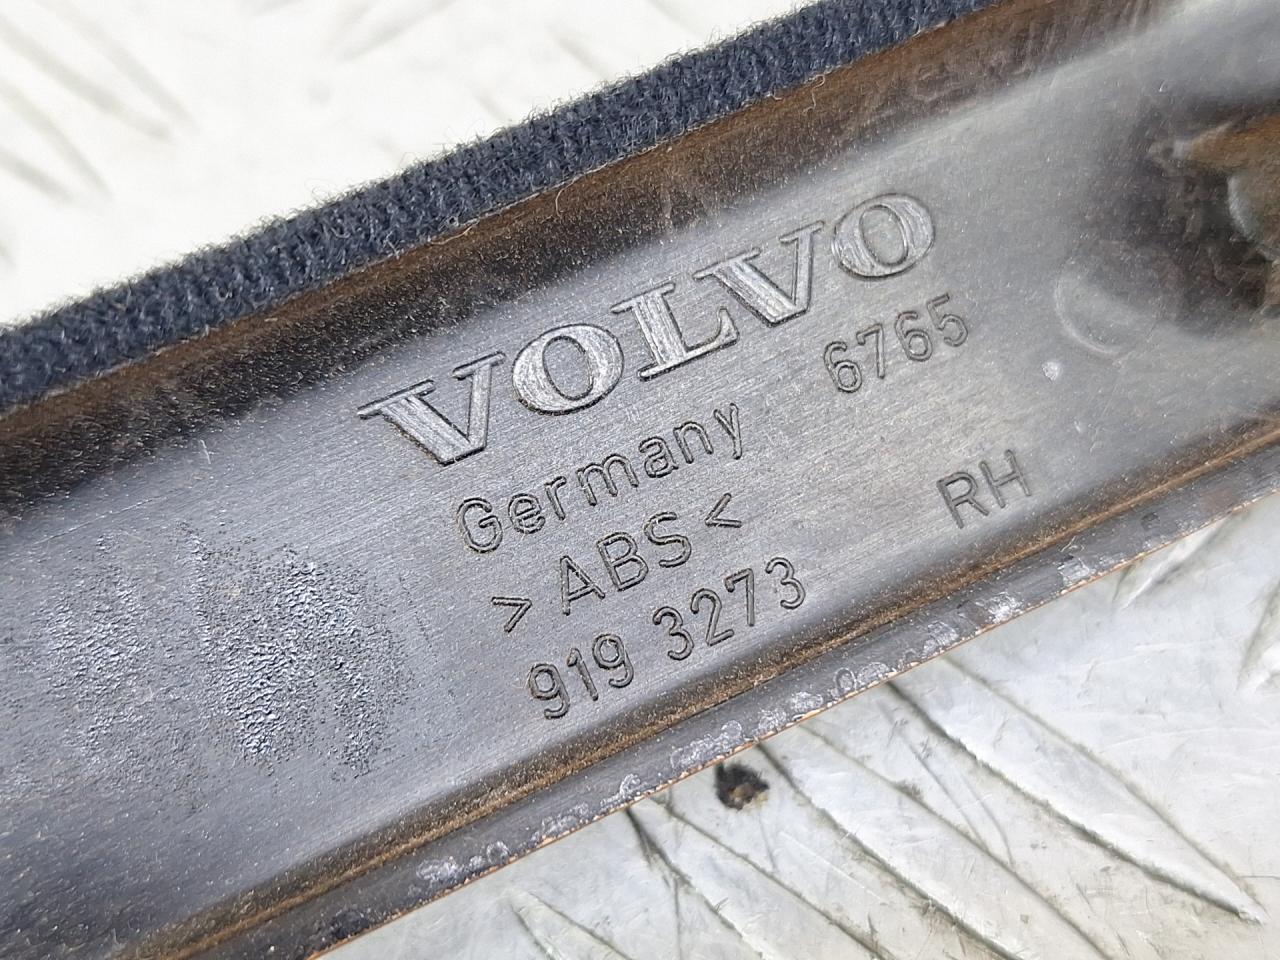 VOLVO
Germany 6765
>ABS< RH
919 3273